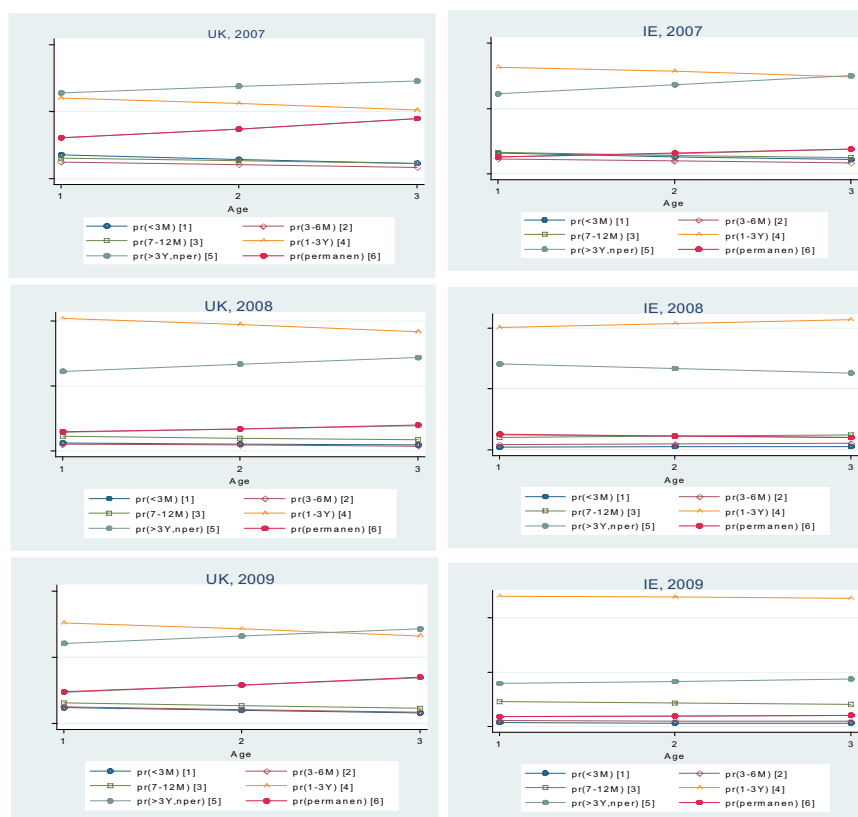 UK, 2007
1 2 3
Age
pr(<3M) [1] pr(3-6M) [2]
pr(7-12M) [3] pr(1-3Y) [4]
pr(>3Y,nper) [5] pr(permanen) [6]
IE, 2007
1 2 3
Age
pr(<3M) [1] pr(3-6M) [2]
pr(7-12M) [3] pr(1-3Y) [4]
pr(>3Y,nper) [5] pr(permanen) [6]
UK, 2008
1 2 3
Age
pr(<3M) [1] pr(3-6M) [2]
pr(7-12M) [3] pr(1-3Y) [4]
pr(>3Y,nper) [5] pr(permanen) [6]
IE, 2008
1 2 3
Age
pr(<3M) [1] pr(3-6M) [2]
pr(7-12M) [3] pr(1-3Y) [4]
pr(>3Y,nper) [5] pr(permanen) [6]
UK, 2009
1 2 3
Age
pr(<3M) [1] pr(3-6M) [2]
pr(7-12M) [3] pr(1-3Y) [4]
pr(>3Y,nper) [5] pr(permanen) [6]
IE, 2009
1 2 3
Age
pr(<3M) [1] pr(3-6M) [2]
pr(7-12M) [3] pr(1-3Y) [4]
pr(>3Y,nper) [5] pr(permanen) [6]